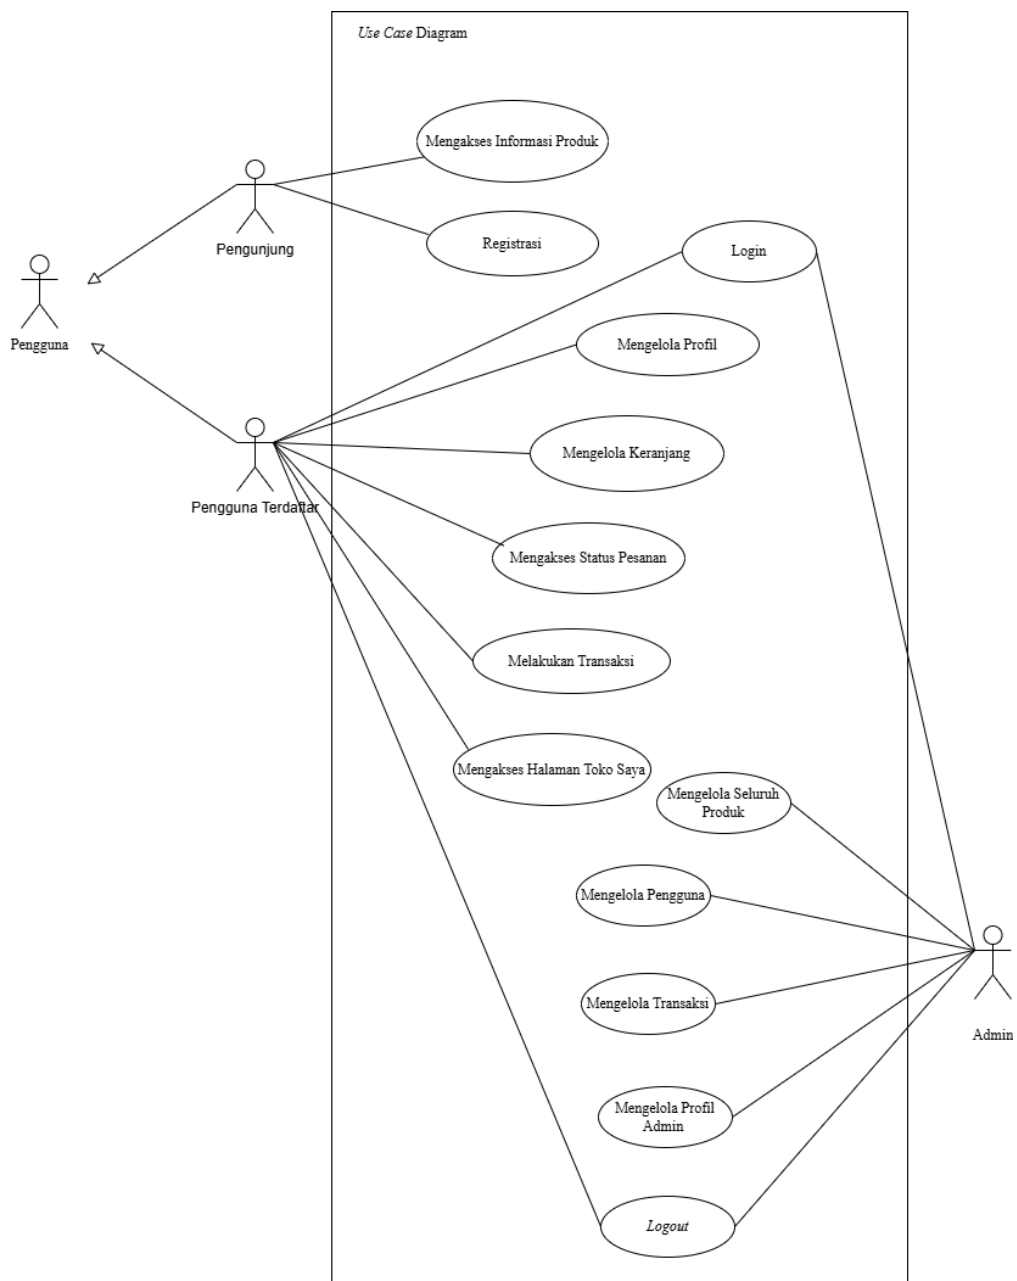 Use Case Diagram
Mengakses Informasi Produk
Pengunjung
Registrasi
Login
Pengguna
Mengelola Profil
Mengelola Keranjang
Pengguna Terdaftar
Mengakses Status Pesanan
Melakukan Transaksi
Mengakses Halaman Toko Saya
Mengelola Seluruh
Produk
Mengelola Pengguna
Mengelola Transaksi
Admin
Mengelola Profil
Admin
Logout